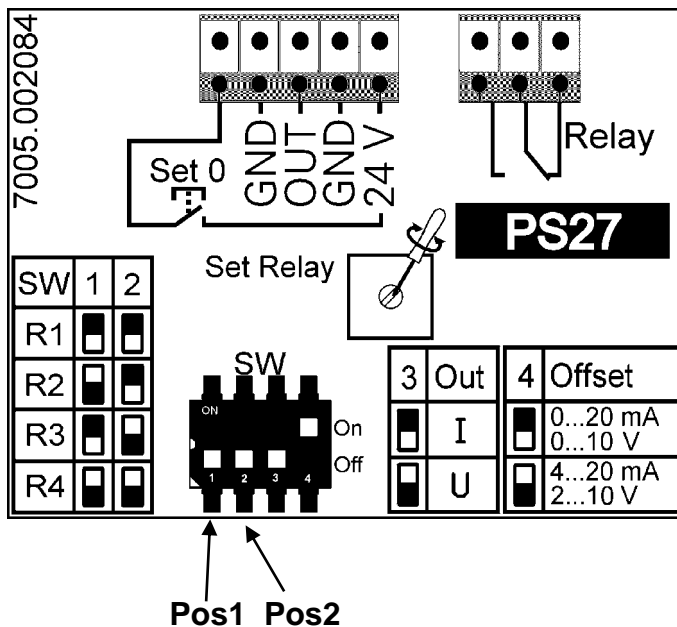 7005.002084
Set 0
GND
OUT
GND
24 V
Relay
PS27
Set Relay
SW 1 2
R1
R2
R3
R4
SW
ON
On
Off
1 2 3 4
3 Out
I
U
4 Offset
0...20 mA
0...10 V
4...20 mA
2...10 V
Pos1 Pos2